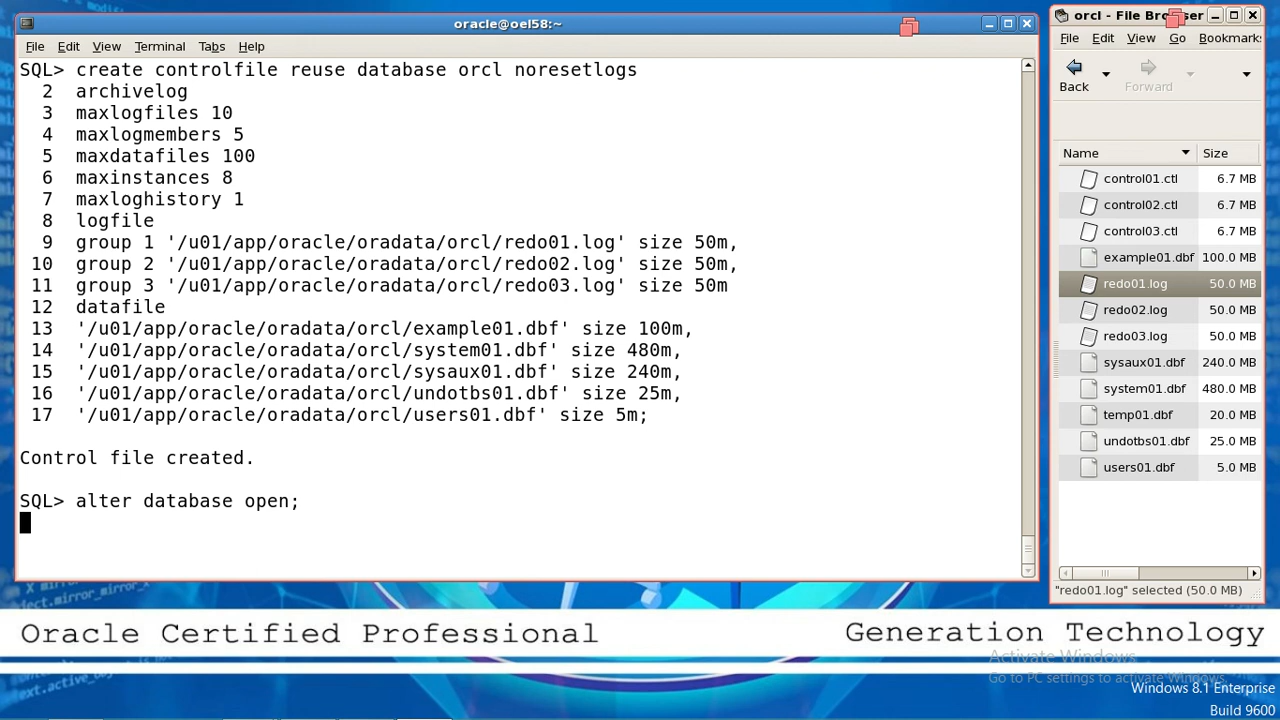 oracle@oel58:~
File Edit View Terminal Tabs Help
SQL> create controlfile reuse database orcl noresetlogs
2 archivelog
3 maxlogfiles 10
4 maxlogmembers 5
5 maxdatafiles 100
6 maxinstances 8
7 maxloghistory 1
8 logfile
9 group 1 '/u01/app/oracle/oradata/orcl/redo01.log' size 50m,
10 group 2 '/u01/app/oracle/oradata/orcl/redo02.log' size 50m,
11 group 3 '/u01/app/oracle/oradata/orcl/redo03.log' size 50m
12 datafile
13 '/u01/app/oracle/oradata/orcl/example01.dbf' size 100m,
14 '/u01/app/oracle/oradata/orcl/system01.dbf' size 480m,
15 '/u01/app/oracle/oradata/orcl/sysaux01.dbf' size 240m,
16 '/u01/app/oracle/oradata/orcl/undotbs01.dbf' size 25m,
17 '/u01/app/oracle/oradata/orcl/users01.dbf' size 5m;
Control file created.
SQL> alter database open;
orcl - File Browser
File Edit View Go Bookmarks
Back Forward
Name Size
control01.ctl 6.7 MB
control02.ctl 6.7 MB
control03.ctl 6.7 MB
example01.dbf 100.0 MB
redo01.log 50.0 MB
redo02.log 50.0 MB
redo03.log 50.0 MB
sysaux01.dbf 240.0 MB
system01.dbf 480.0 MB
temp01.dbf 20.0 MB
undotbs01.dbf 25.0 MB
users01.dbf 5.0 MB
"redo01.log" selected (50.0 MB)
Oracle Certified Professional
Generation Technology
Activate Windows
Go to PC settings to activate Windows.
Windows 8.1 Enterprise
Build 9600